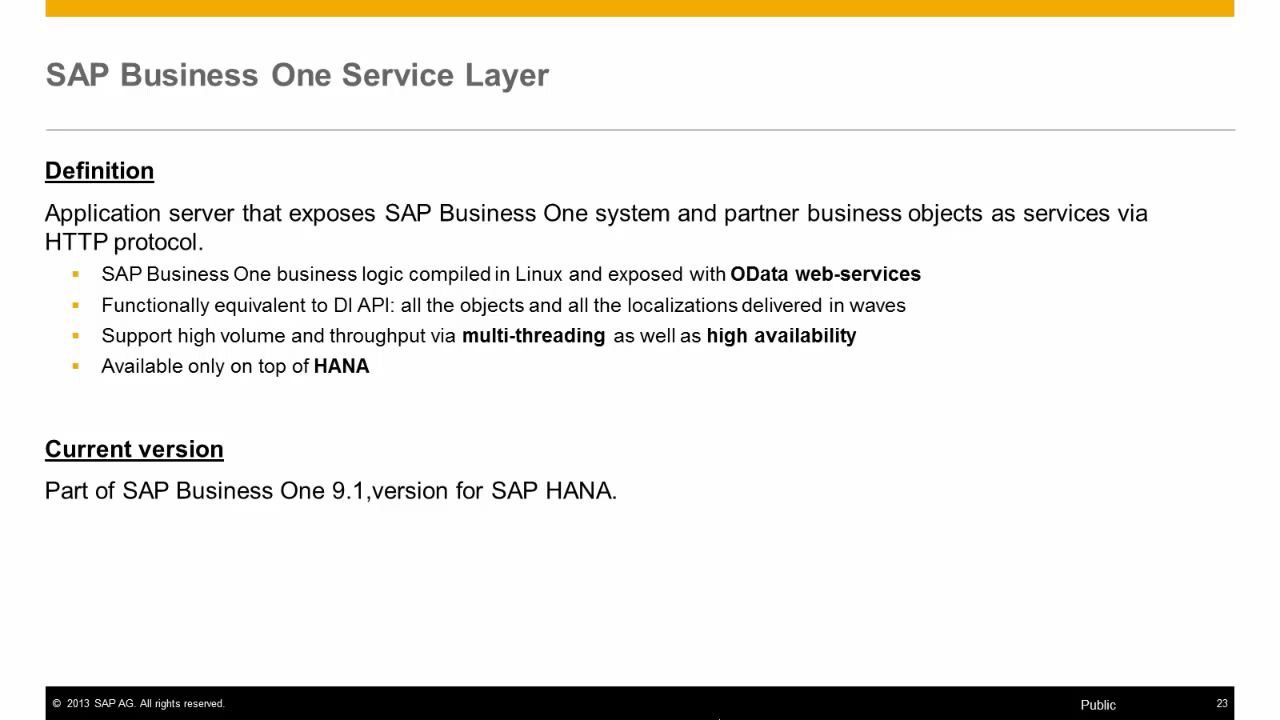 SAP Business One Service Layer
Definition
Application server that exposes SAP Business One system and partner business objects as services via
HTTP protocol.
▪ SAP Business One business logic compiled in Linux and exposed with OData web-services
▪ Functionally equivalent to DI API: all the objects and all the localizations delivered in waves
▪ Support high volume and throughput via multi-threading as well as high availability
▪ Available only on top of HANA
Current version
Part of SAP Business One 9.1,version for SAP HANA.
© 2013 SAP AG. All rights reserved. Public 23